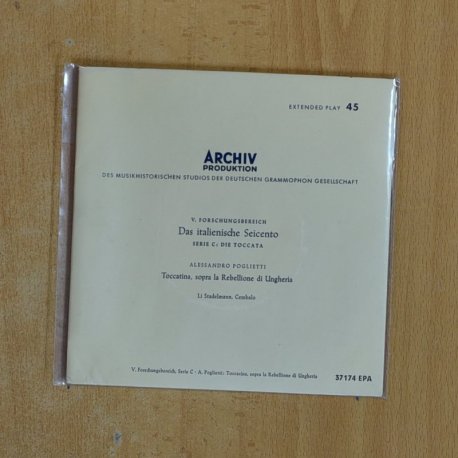 EXTENDED PLAY 45
ARCHIV
PRODUKTION
DES MUSIKHISTORISCHEN STUDIOS DER DEUTSCHEN GRAMMOPHON GESELLSCHAFT
V. FORSCHUNGSBEREICH
Das italienische Seicento
SERIE C: DIE TOCCATA
ALESSANDRO POGLIETTI
Toccatina, sopra la Rebellione di Ungheria
Li Stadelmann, Cembalo
V. Forschungsbereich, Serie C · A. Poglietti: Toccatina, sopra la Rebellione di Ungheria
37174 EPA